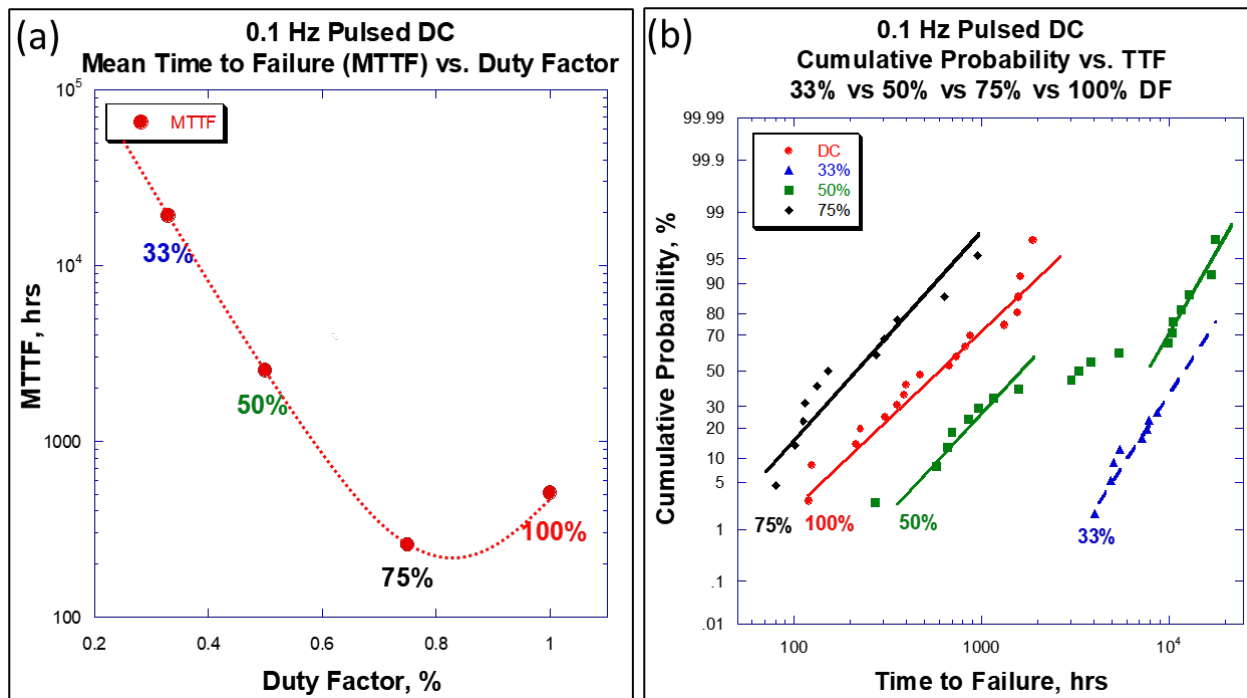 (a)
0.1 Hz Pulsed DC
Mean Time to Failure (MTTF) vs. Duty Factor
10^5
MTTF
33%
10^4
50%
MTTF, hrs
1000
100%
75%
100
0.2 0.4 0.6 0.8 1
Duty Factor, %
(b)
0.1 Hz Pulsed DC
Cumulative Probability vs. TTF
33% vs 50% vs 75% vs 100% DF
99.99
DC
33%
50%
75%
99.9
99
95
90
80
70
50
30
20
10
5
1
.1
.01
Cumulative Probability, %
75% 100% 50% 33%
100 1000 10^4
Time to Failure, hrs